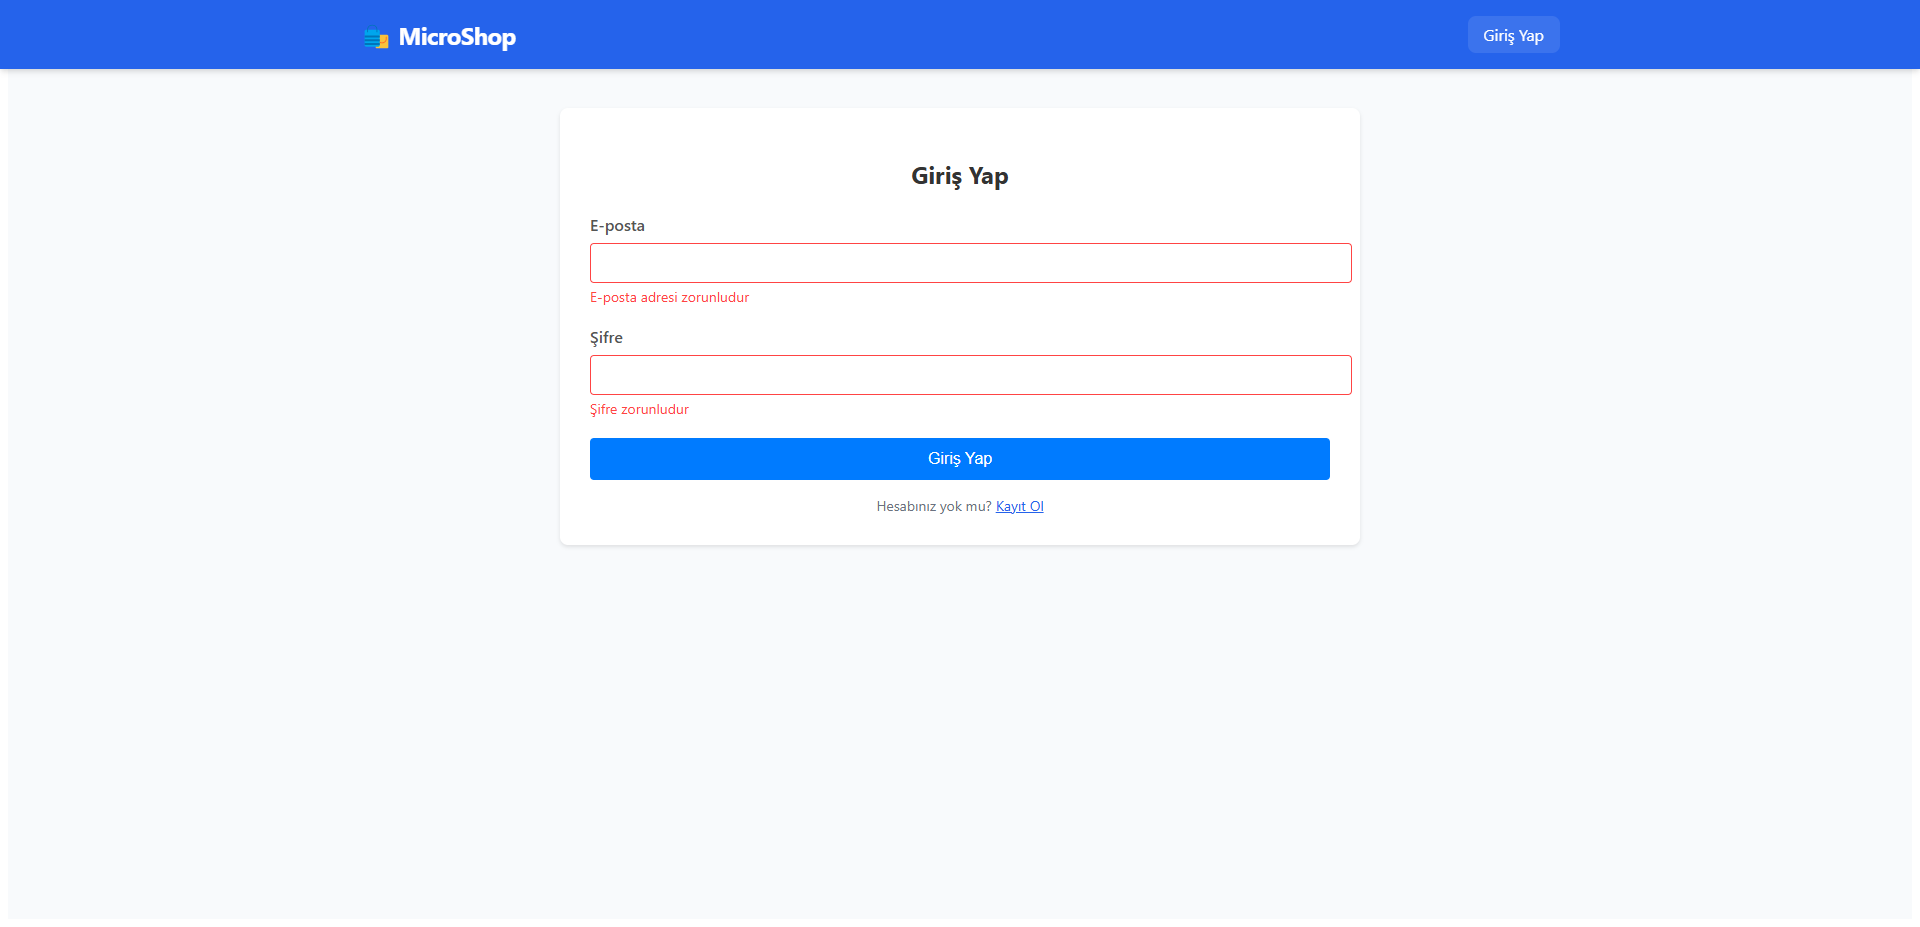 MicroShop
Giriş Yap
Giriş Yap
E-posta
E-posta adresi zorunludur
Şifre
Şifre zorunludur
Giriş Yap
Hesabınız yok mu? Kayıt Ol